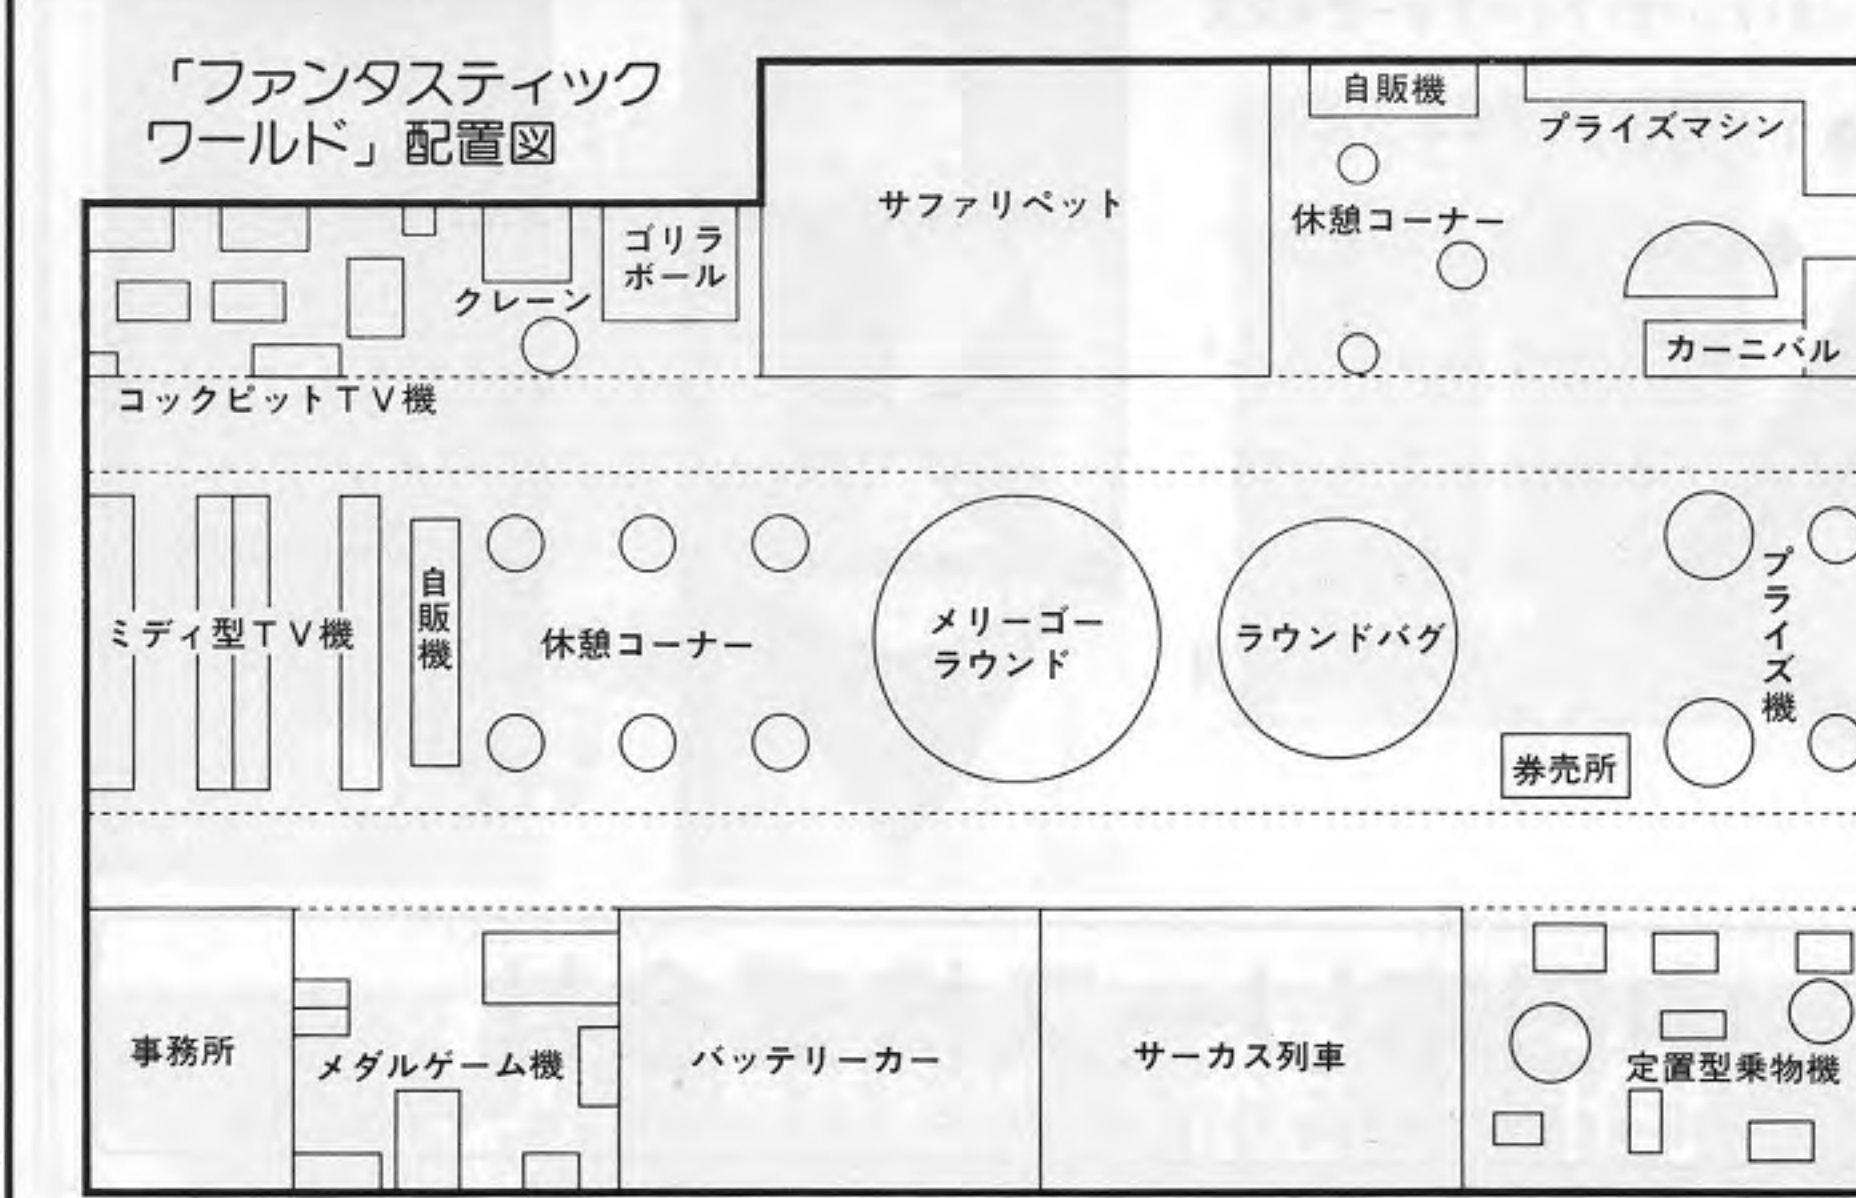 「ファンタスティック
ワールド」配置図
自販機
プライズマシン
サファリペット
休憩コーナー
ゴリラ
ボール
クレーン
カーニバル
コックピットTV機
ミディ型TV機
自販機
休憩コーナー
メリーゴー
ラウンド
ラウンドバグ
プライズ機
券売所
事務所
メダルゲーム機
バッテリーカー
サーカス列車
定置型乗物機